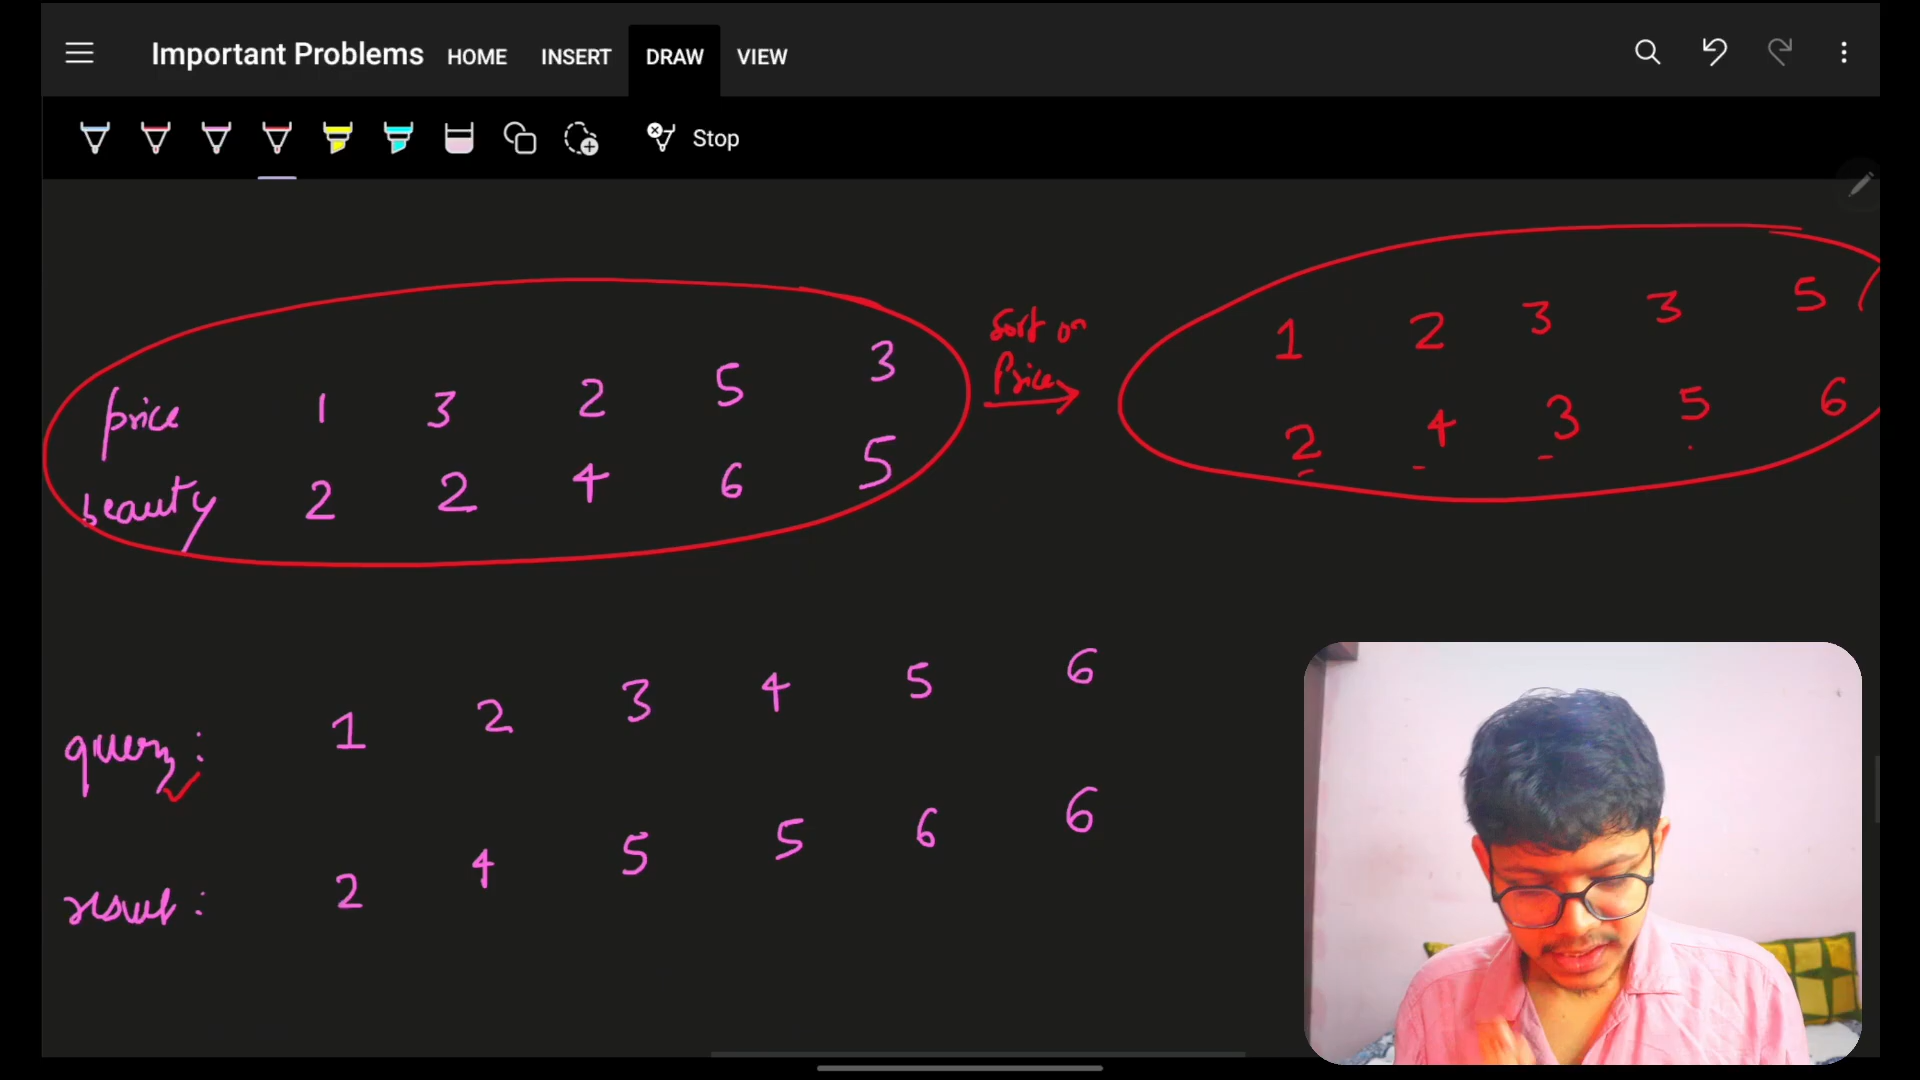 Important Problems HOME INSERT DRAW VIEW
Stop
Sort on
Price
1 2 3 3 5
2 4 3 5 6
price 1 3 2 5 3
beauty 2 2 4 6 5
query: 1 2 3 4 5 6
result: 2 4 5 5 6 6